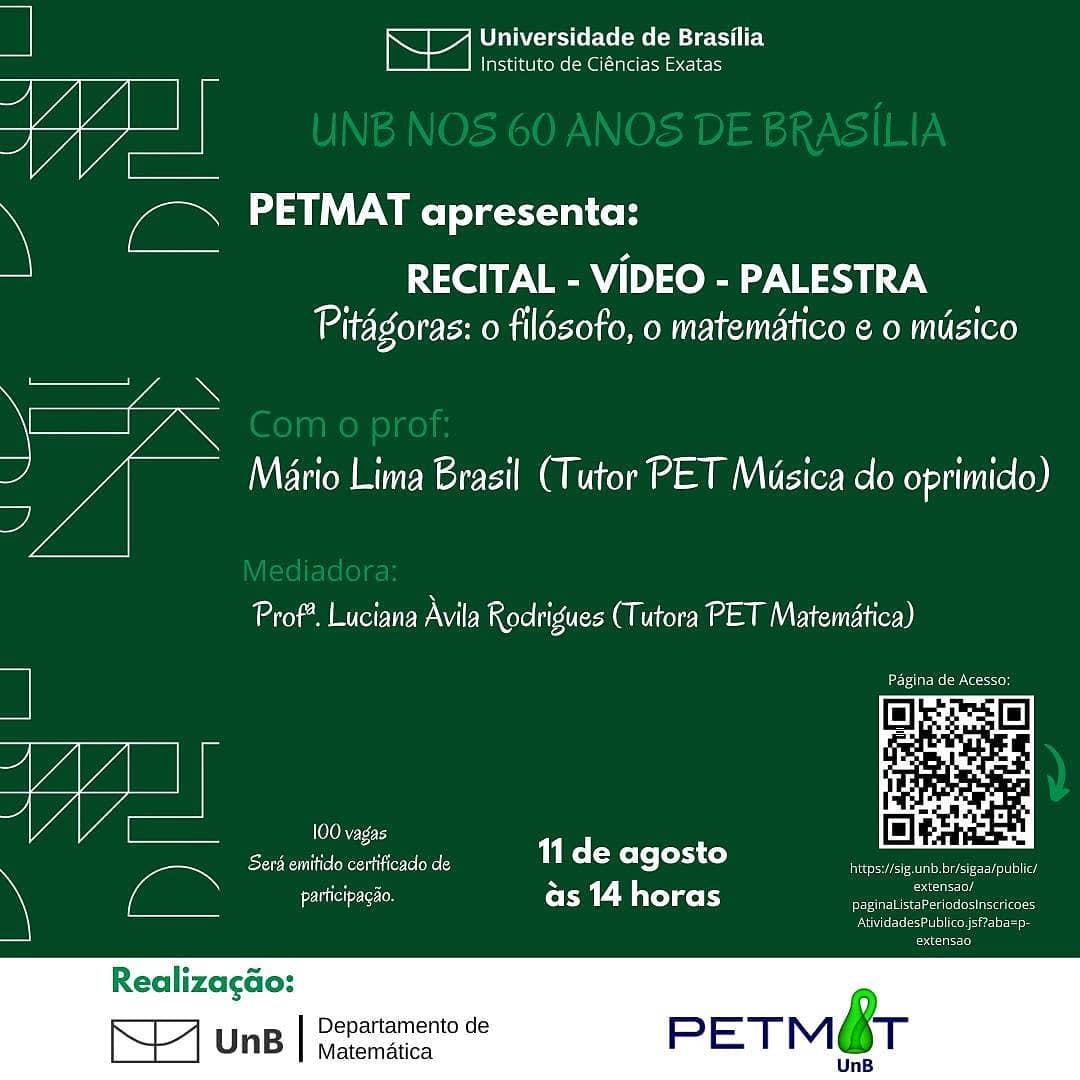 Universidade de Brasília
Instituto de Ciências Exatas
UNB NOS 60 ANOS DE BRASÍLIA
PETMAT apresenta:
RECITAL - VÍDEO - PALESTRA
Pitágoras: o filósofo, o matemático e o músico
Com o prof:
Mário Lima Brasil (Tutor PET Música do oprimido)
Mediadora:
Profª. Luciana Àvila Rodrigues (Tutora PET Matemática)
Página de Acesso:
100 vagas
Será emitido certificado de
participação.
11 de agosto
às 14 horas
https://sig.unb.br/sigaa/public/
extensao/
paginaListaPeriodosInscricoes
AtividadesPublico.jsf?aba=p-
extensao
Realização:
UnB
Departamento de
Matemática
PETMAT
UnB